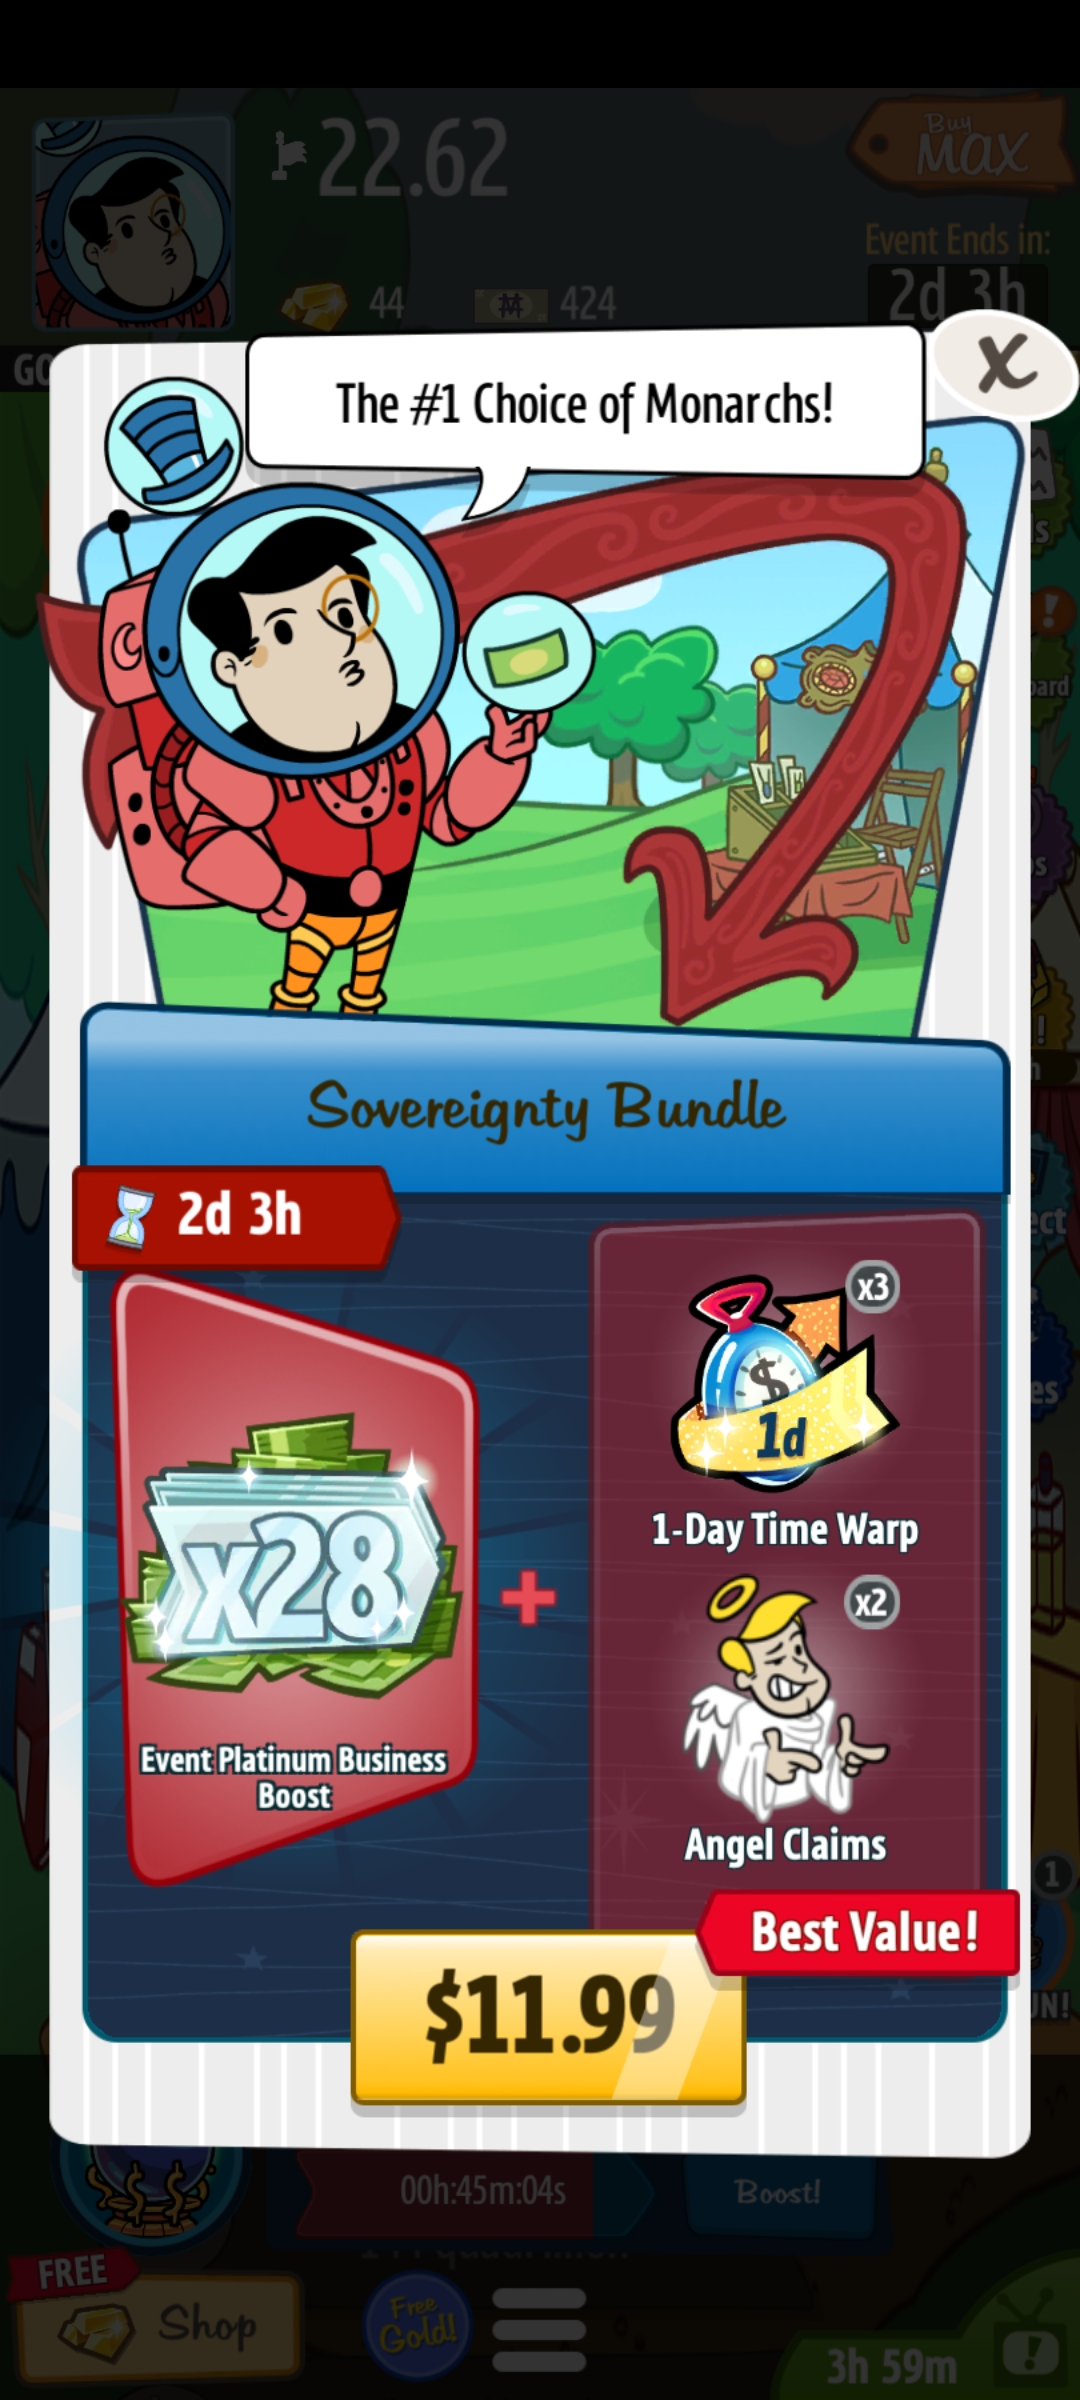 22.62
Buy
MAX
Event Ends in:
44
424
2d 3h
GO
The #1 Choice of Monarchs!
X
Sovereignty Bundle
2d 3h
x3
1d
1-Day Time Warp
x28
x2
Event Platinum Business
Boost
Angel Claims
Best Value!
$11.99
1
00h:45m:04s
Boost!
FREE
Shop
Free
Gold!
3h 59m